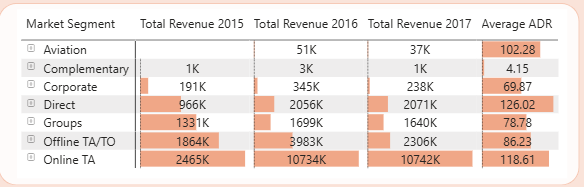 Market Segment Total Revenue 2015 Total Revenue 2016 Total Revenue 2017 Average ADR
Aviation 51K 37K 102.28
Complementary 1K 3K 1K 4.15
Corporate 191K 345K 238K 69.87
Direct 966K 2056K 2071K 126.02
Groups 1331K 1699K 1640K 78.78
Offline TA/TO 1864K 3983K 2306K 86.23
Online TA 2465K 10734K 10742K 118.61